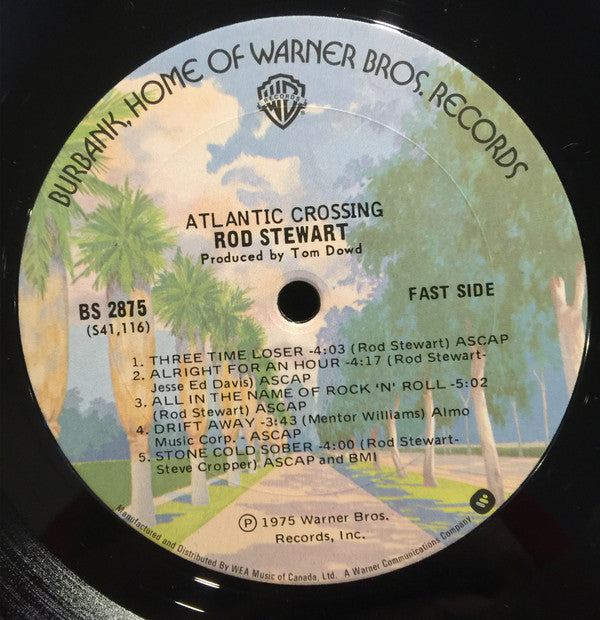 BURBANK, HOME OF WARNER BROS. RECORDS
RECORDS
ATLANTIC CROSSING
ROD STEWART
Produced by Tom Dowd
BS 2875
(S41,116)
FAST SIDE
1. THREE TIME LOSER -4:03 (Rod Stewart) ASCAP
2. ALRIGHT FOR AN HOUR -4:17 (Rod Stewart-
Jesse Ed Davis) ASCAP
3. ALL IN THE NAME OF ROCK 'N' ROLL -5:02
(Rod Stewart) ASCAP
4. DRIFT AWAY -3:43 (Mentor Williams) Almo
Music Corp. - ASCAP
5. STONE COLD SOBER -4:00 (Rod Stewart-
Steve Cropper) ASCAP and BMI
Ⓟ 1975 Warner Bros.
Records, Inc.
Manufactured and Distributed By WEA Music of Canada, Ltd. A Warner Communications Company